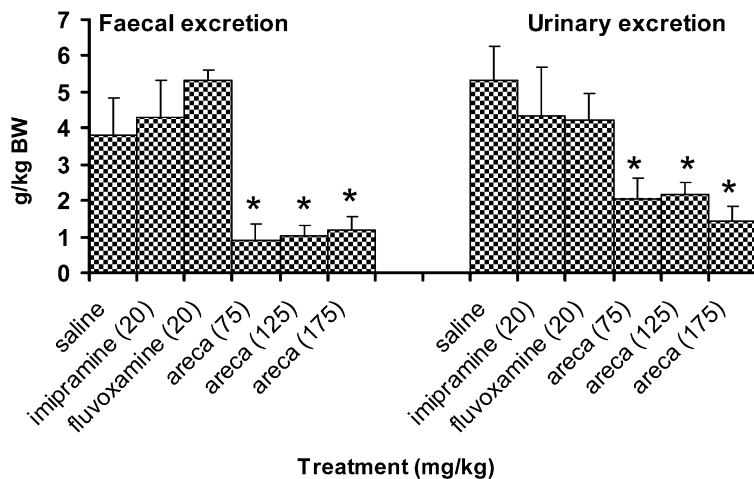 Faecal excretion
Urinary excretion
g/kg BW
7
6
5
4
3
2
1
0
* * *
* * *
saline
imipramine (20)
fluvoxamine (20)
areca (75)
areca (125)
areca (175)
saline
imipramine (20)
fluvoxamine (20)
areca (75)
areca (125)
areca (175)
Treatment (mg/kg)